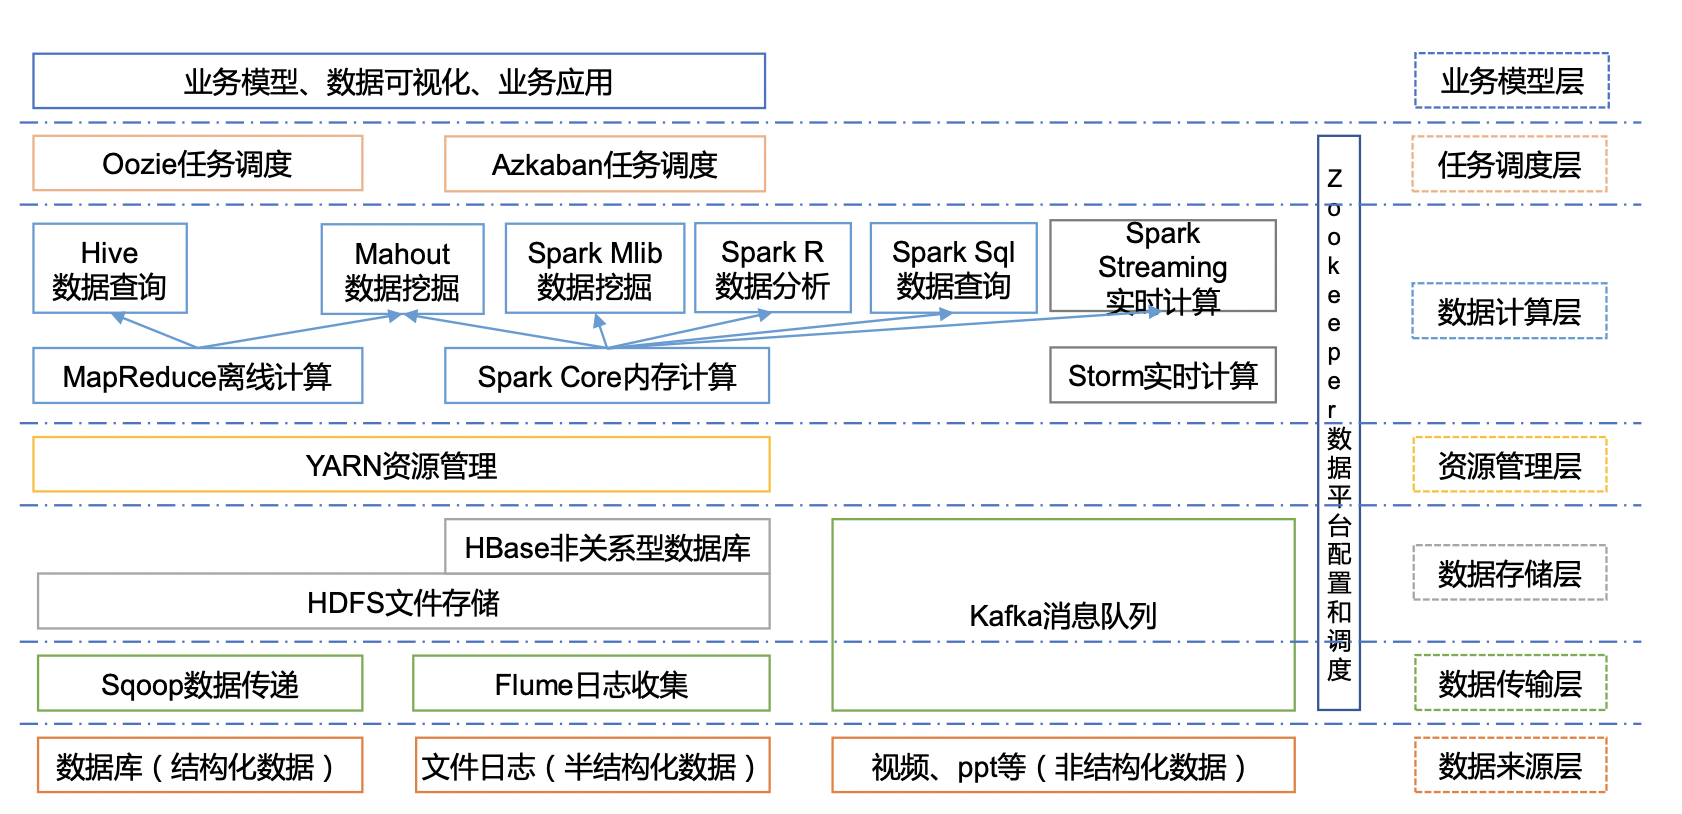 业务模型、数据可视化、业务应用
业务模型层
Oozie任务调度
Azkaban任务调度
任务调度层
Hive
数据查询
Mahout
数据挖掘
Spark Mlib
数据挖掘
Spark R
数据分析
Spark Sql
数据查询
Spark
Streaming
实时计算
数据计算层
MapReduce离线计算
Spark Core内存计算
Storm实时计算
Zookeeper数据平台配置和调度
YARN资源管理
资源管理层
HBase非关系型数据库
HDFS文件存储
Kafka消息队列
数据存储层
Sqoop数据传递
Flume日志收集
数据传输层
数据库（结构化数据）
文件日志（半结构化数据）
视频、ppt等（非结构化数据）
数据来源层